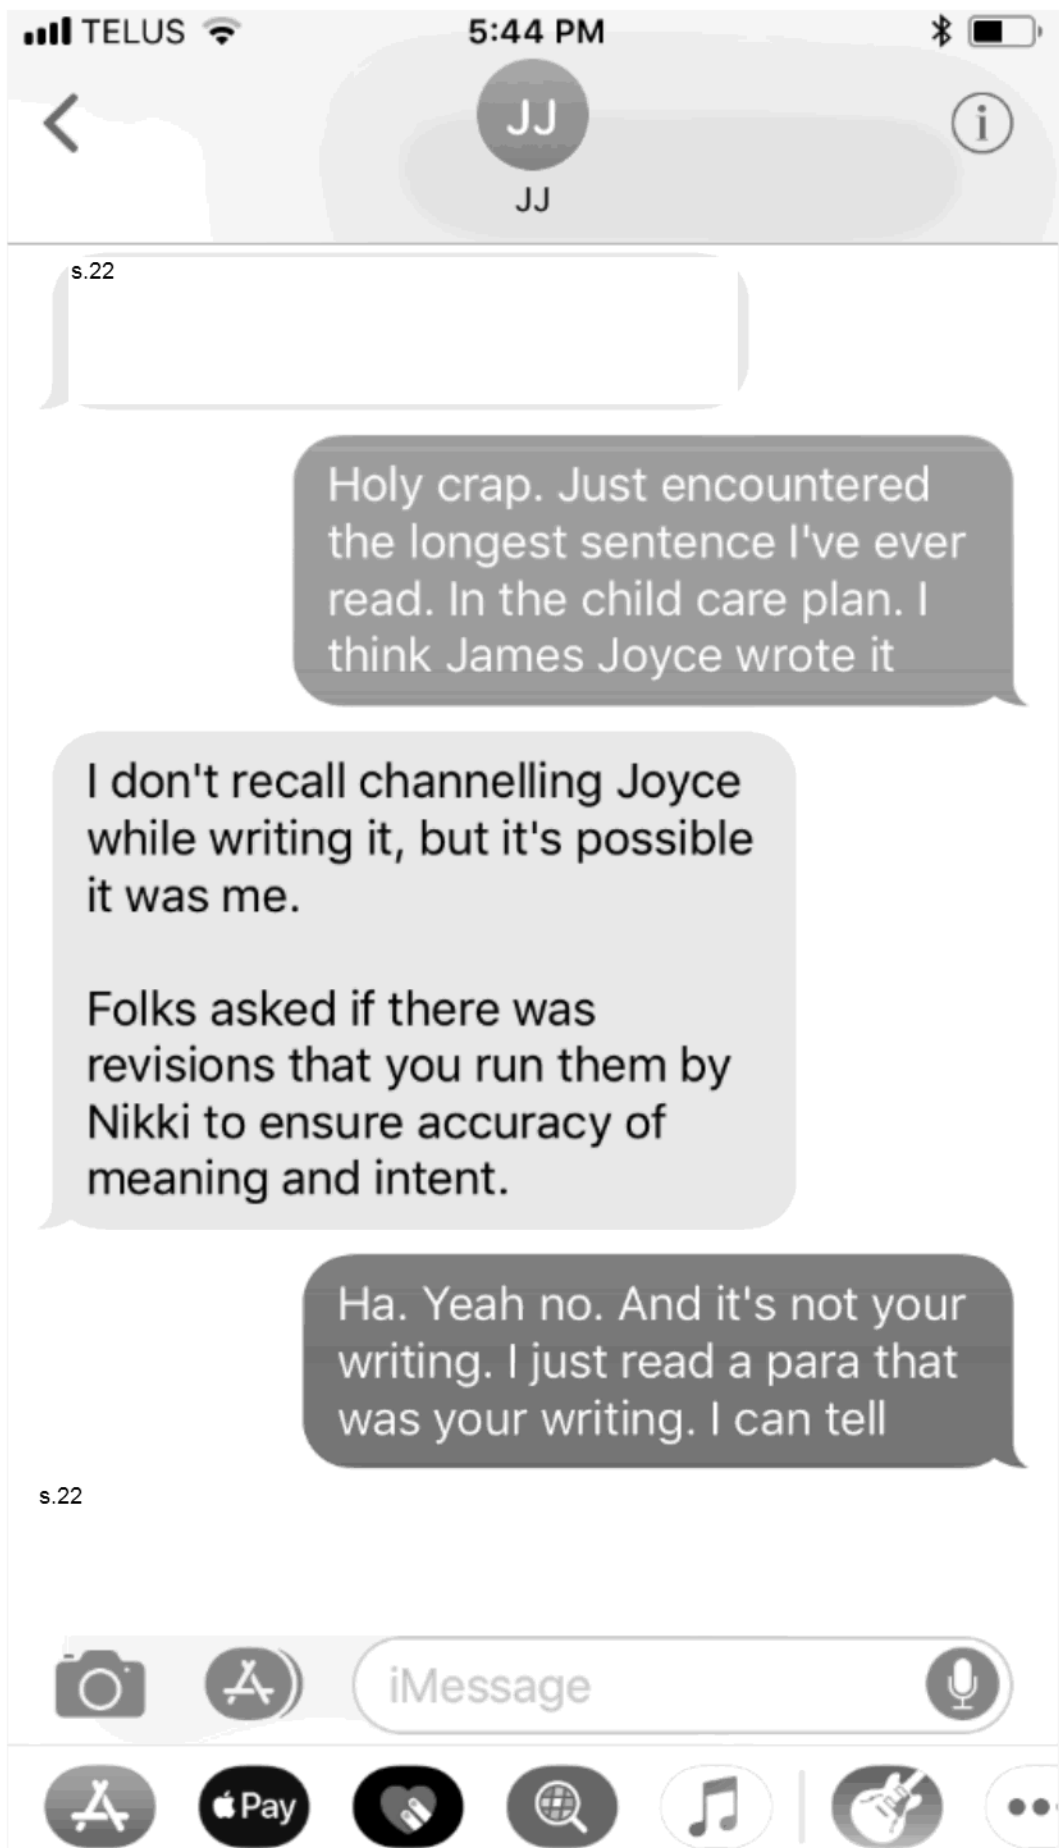 TELUS 5:44 PM
JJ
i
JJ
s.22
Holy crap. Just encountered
the longest sentence I've ever
read. In the child care plan. I
think James Joyce wrote it
I don't recall channelling Joyce
while writing it, but it's possible
it was me.
Folks asked if there was
revisions that you run them by
Nikki to ensure accuracy of
meaning and intent.
Ha. Yeah no. And it's not your
writing. I just read a para that
was your writing. I can tell
s.22
iMessage
Pay